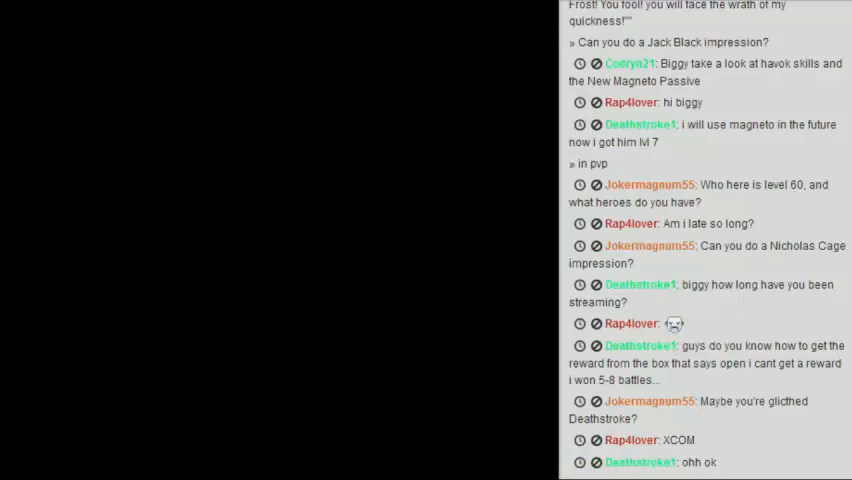 Frost! You fool! you will face the wrath of my
quickness!""
» Can you do a Jack Black impression?
Codryn21: Biggy take a look at havok skills and
the New Magneto Passive
Rap4lover: hi biggy
Deathstroke1: i will use magneto in the future
now i got him lvl 7
» in pvp
Jokermagnum55: Who here is level 60, and
what heroes do you have?
Rap4lover: Am i late so long?
Jokermagnum55: Can you do a Nicholas Cage
impression?
Deathstroke1: biggy how long have you been
streaming?
Rap4lover:
Deathstroke1: guys do you know how to get the
reward from the box that says open i cant get a reward
i won 5-8 battles...
Jokermagnum55: Maybe you're glicthed
Deathstroke?
Rap4lover: XCOM
Deathstroke1: ohh ok